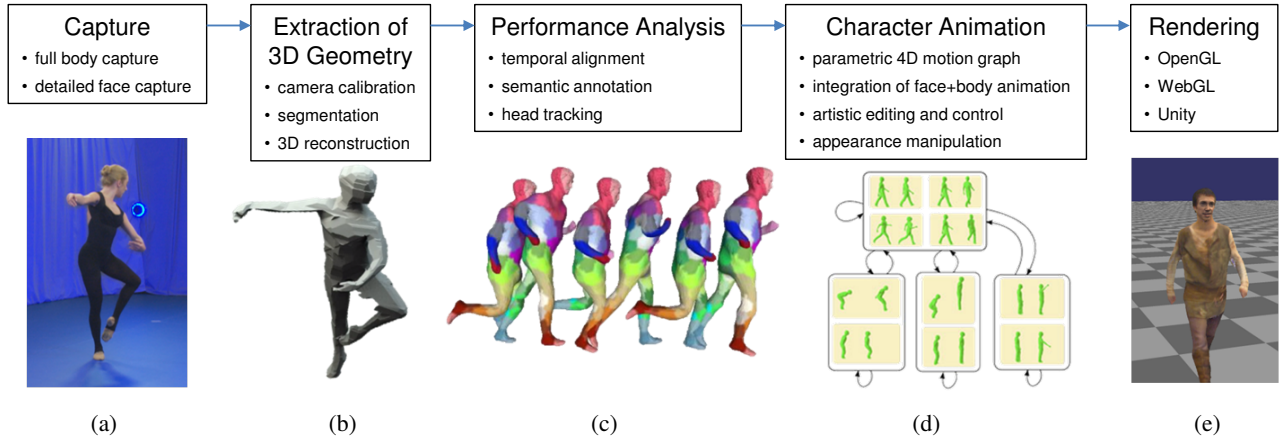 Capture
• full body capture
• detailed face capture
Extraction of
3D Geometry
• camera calibration
• segmentation
• 3D reconstruction
Performance Analysis
• temporal alignment
• semantic annotation
• head tracking
Character Animation
• parametric 4D motion graph
• integration of face+body animation
• artistic editing and control
• appearance manipulation
Rendering
• OpenGL
• WebGL
• Unity
(a)
(b)
(c)
(d)
(e)